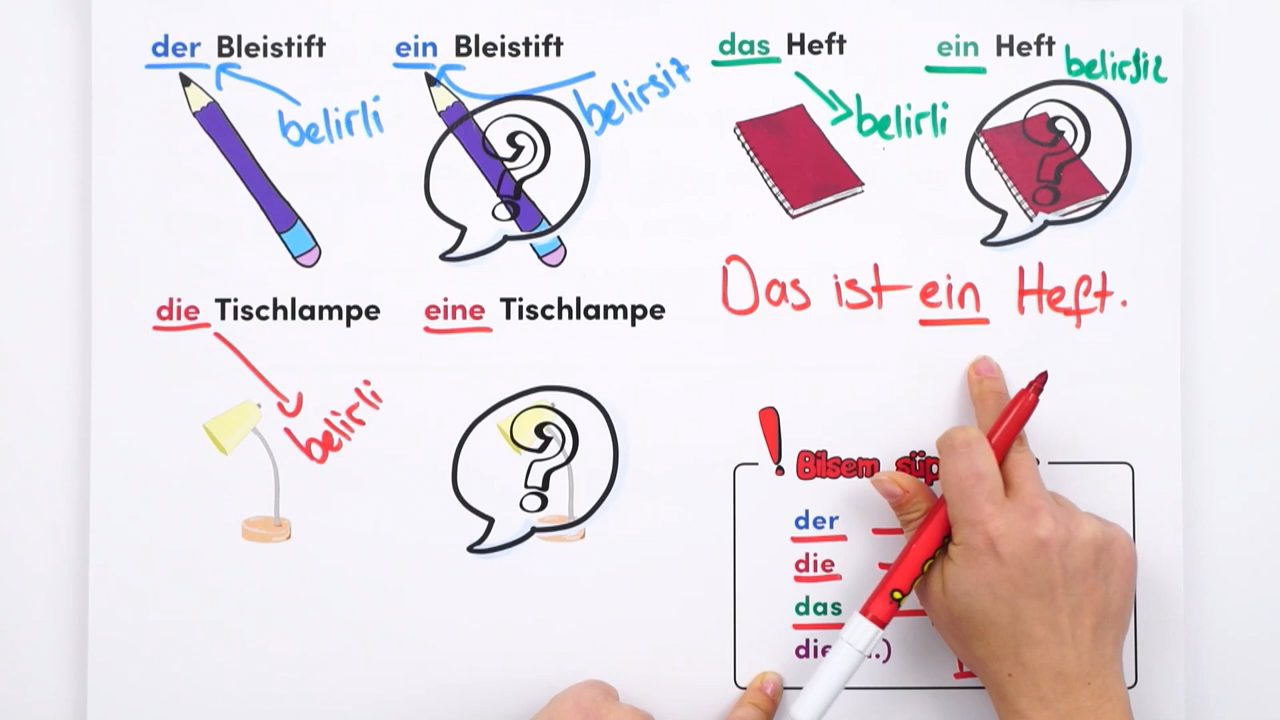 der Bleistift
ein Bleistift
belirli
belirsiz
das Heft
ein Heft
belirli
belirsiz
Das ist ein Heft.
die Tischlampe
eine Tischlampe
belirli
! Bilsem
der
die
das